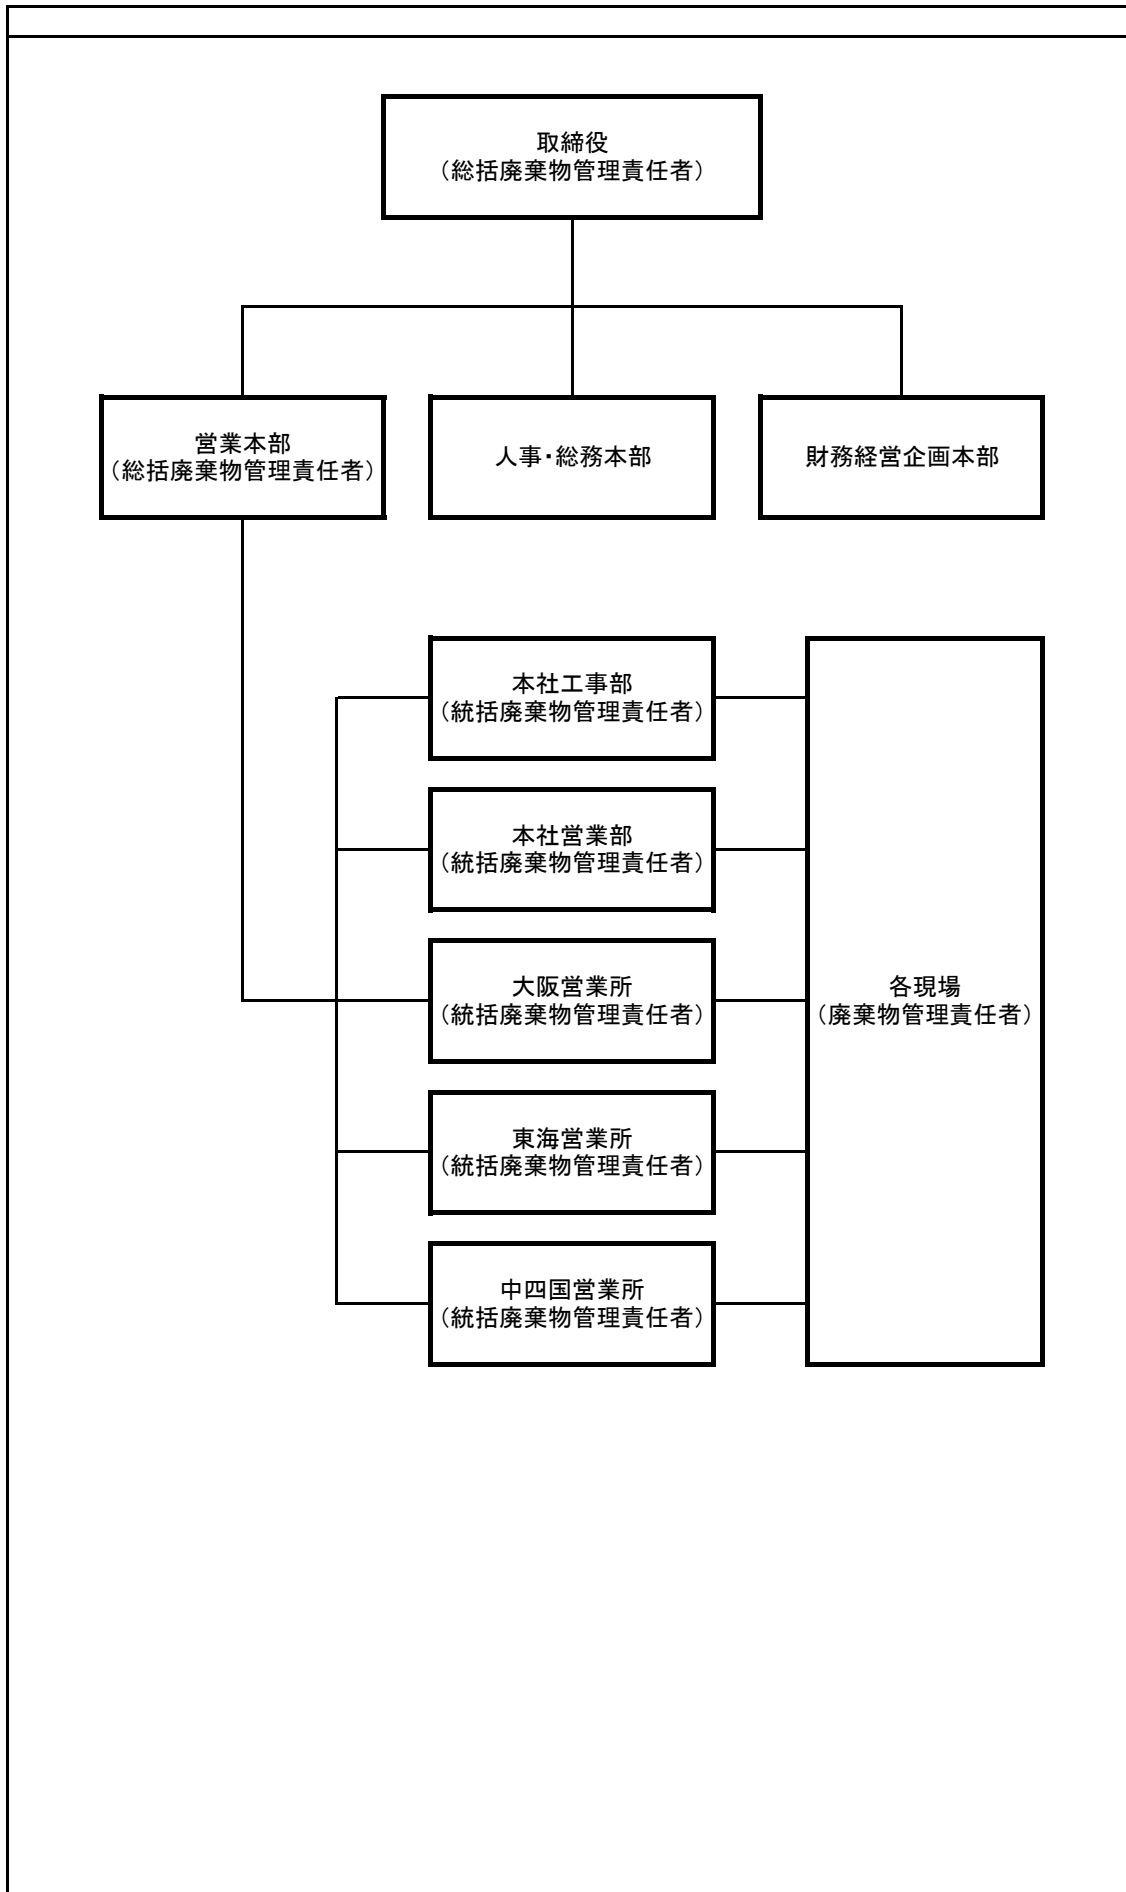 取締役
（総括廃棄物管理責任者）
営業本部
（総括廃棄物管理責任者）
人事・総務本部
財務経営企画本部
本社工事部
（統括廃棄物管理責任者）
本社営業部
（統括廃棄物管理責任者）
大阪営業所
（統括廃棄物管理責任者）
各現場
（廃棄物管理責任者）
東海営業所
（統括廃棄物管理責任者）
中四国営業所
（統括廃棄物管理責任者）